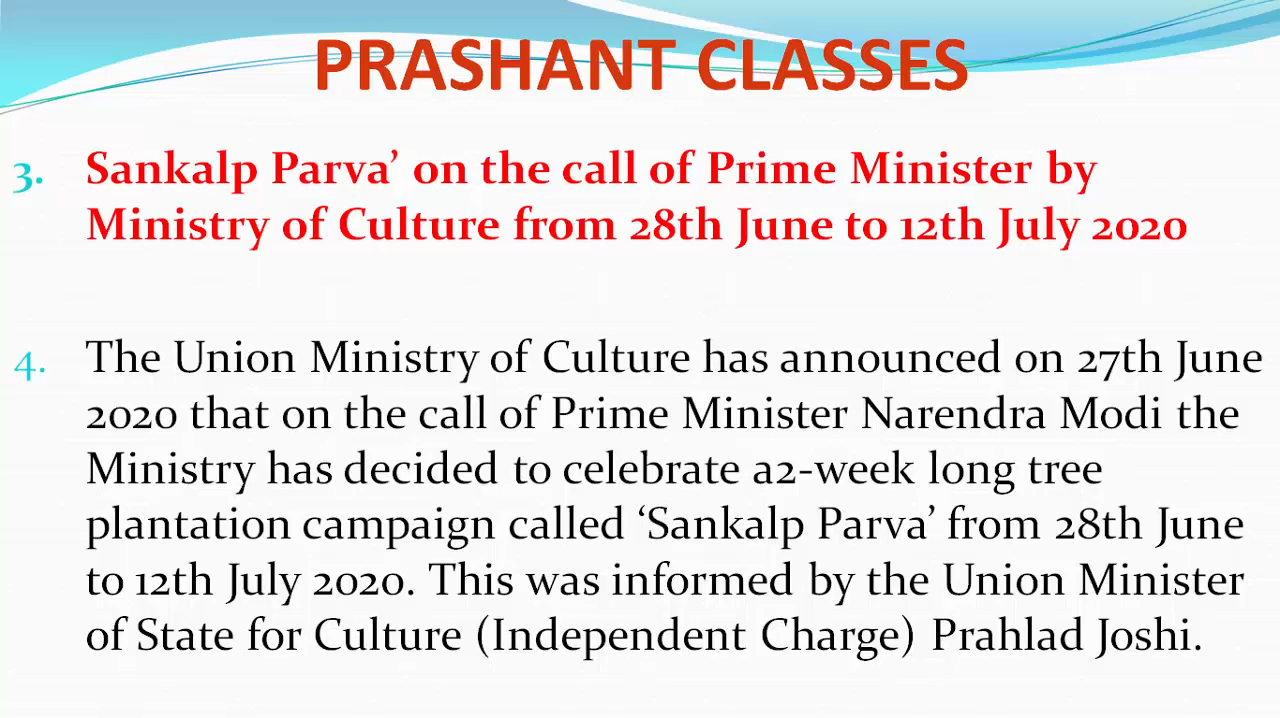 PRASHANT CLASSES
3. Sankalp Parva’ on the call of Prime Minister by
Ministry of Culture from 28th June to 12th July 2020
4. The Union Ministry of Culture has announced on 27th June
2020 that on the call of Prime Minister Narendra Modi the
Ministry has decided to celebrate a2-week long tree
plantation campaign called ‘Sankalp Parva’ from 28th June
to 12th July 2020. This was informed by the Union Minister
of State for Culture (Independent Charge) Prahlad Joshi.